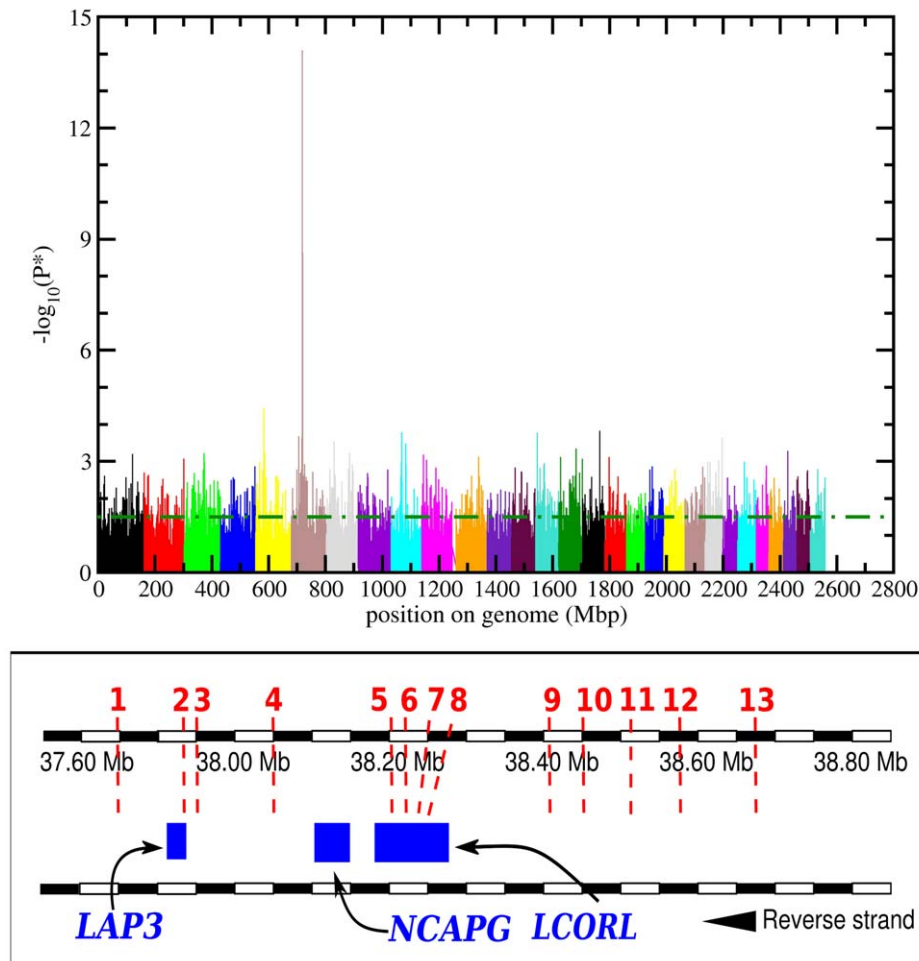 15
12
9
6
3
0
-log10(P*)
0 200 400 600 800 1000 1200 1400 1600 1800 2000 2200 2400 2600 2800
position on genome (Mbp)
1 2 3 4 5 6 7 8 9 10 11 12 13
37.60 Mb 38.00 Mb 38.20 Mb 38.40 Mb 38.60 Mb 38.80 Mb
LAP3 NCAPG LCORL Reverse strand